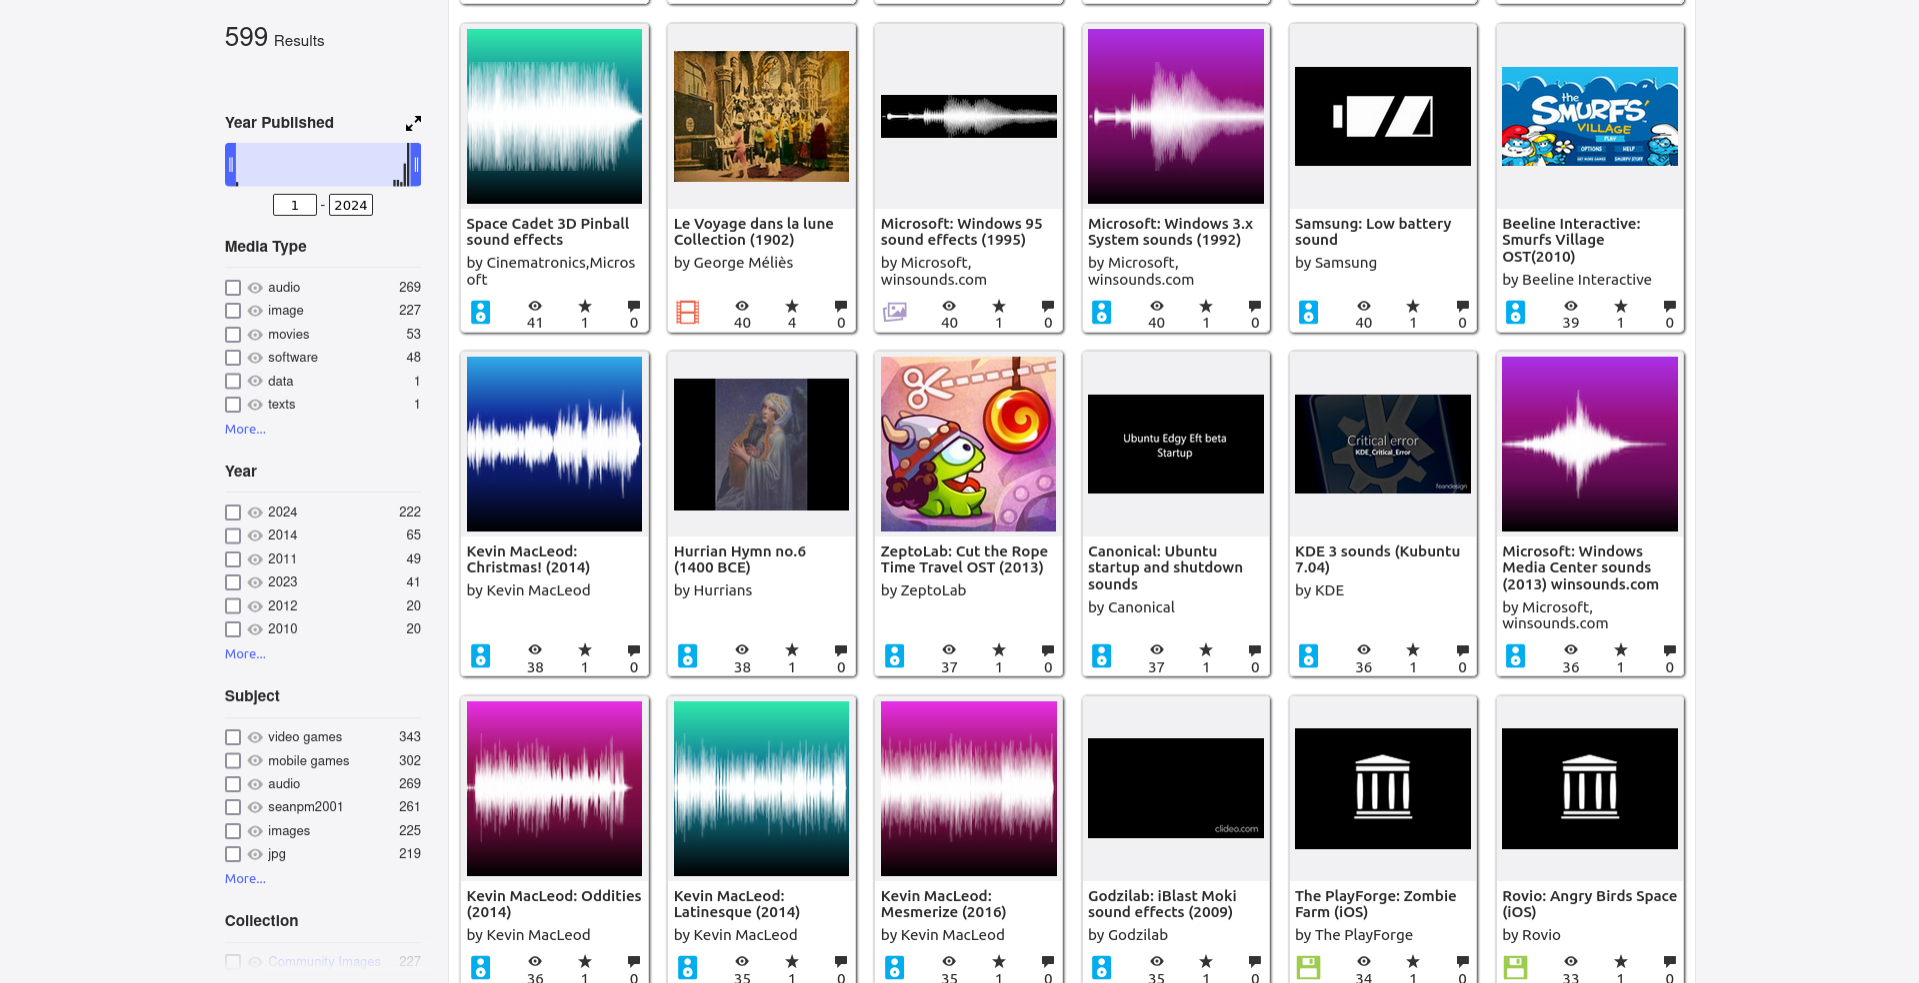 599 Results
Year Published
1 - 2024
Media Type
audio 269
image 227
movies 53
software 48
data 1
texts 1
More...
Year
2024 222
2014 65
2011 49
2023 41
2012 20
2010 20
More...
Subject
video games 343
mobile games 302
audio 269
seanpm2001 261
images 225
jpg 219
More...
Collection
Community Images 227
Space Cadet 3D Pinball
sound effects
by Cinematronics,Micros
oft
41 1 0
Le Voyage dans la lune
Collection (1902)
by George Méliès
40 4 0
Microsoft: Windows 95
sound effects (1995)
by Microsoft,
winsounds.com
40 1 0
Microsoft: Windows 3.x
System sounds (1992)
by Microsoft,
winsounds.com
40 1 0
Samsung: Low battery
sound
by Samsung
40 1 0
the
SMURFS'
VILLAGE
PLAY
OPTIONS HELP
GET MORE GAMES SMURFY STUFF
Beeline Interactive:
Smurfs Village
OST(2010)
by Beeline Interactive
39 1 0
Kevin MacLeod:
Christmas! (2014)
by Kevin MacLeod
38 1 0
Hurrian Hymn no.6
(1400 BCE)
by Hurrians
38 1 0
ZeptoLab: Cut the Rope
Time Travel OST (2013)
by ZeptoLab
37 1 0
Ubuntu Edgy Eft beta
Startup
Canonical: Ubuntu
startup and shutdown
sounds
by Canonical
37 1 0
Critical error
KDE_Critical_Error
KDE 3 sounds (Kubuntu
7.04)
by KDE
36 1 0
Microsoft: Windows
Media Center sounds
(2013) winsounds.com
by Microsoft,
winsounds.com
36 1 0
Kevin MacLeod: Oddities
(2014)
by Kevin MacLeod
36 1 0
Kevin MacLeod:
Latinesque (2014)
by Kevin MacLeod
35 1 0
Kevin MacLeod:
Mesmerize (2016)
by Kevin MacLeod
35 1 0
clideo.com
Godzilab: iBlast Moki
sound effects (2009)
by Godzilab
35 1 0
The PlayForge: Zombie
Farm (iOS)
by The PlayForge
34 1 0
Rovio: Angry Birds Space
(iOS)
by Rovio
33 1 0